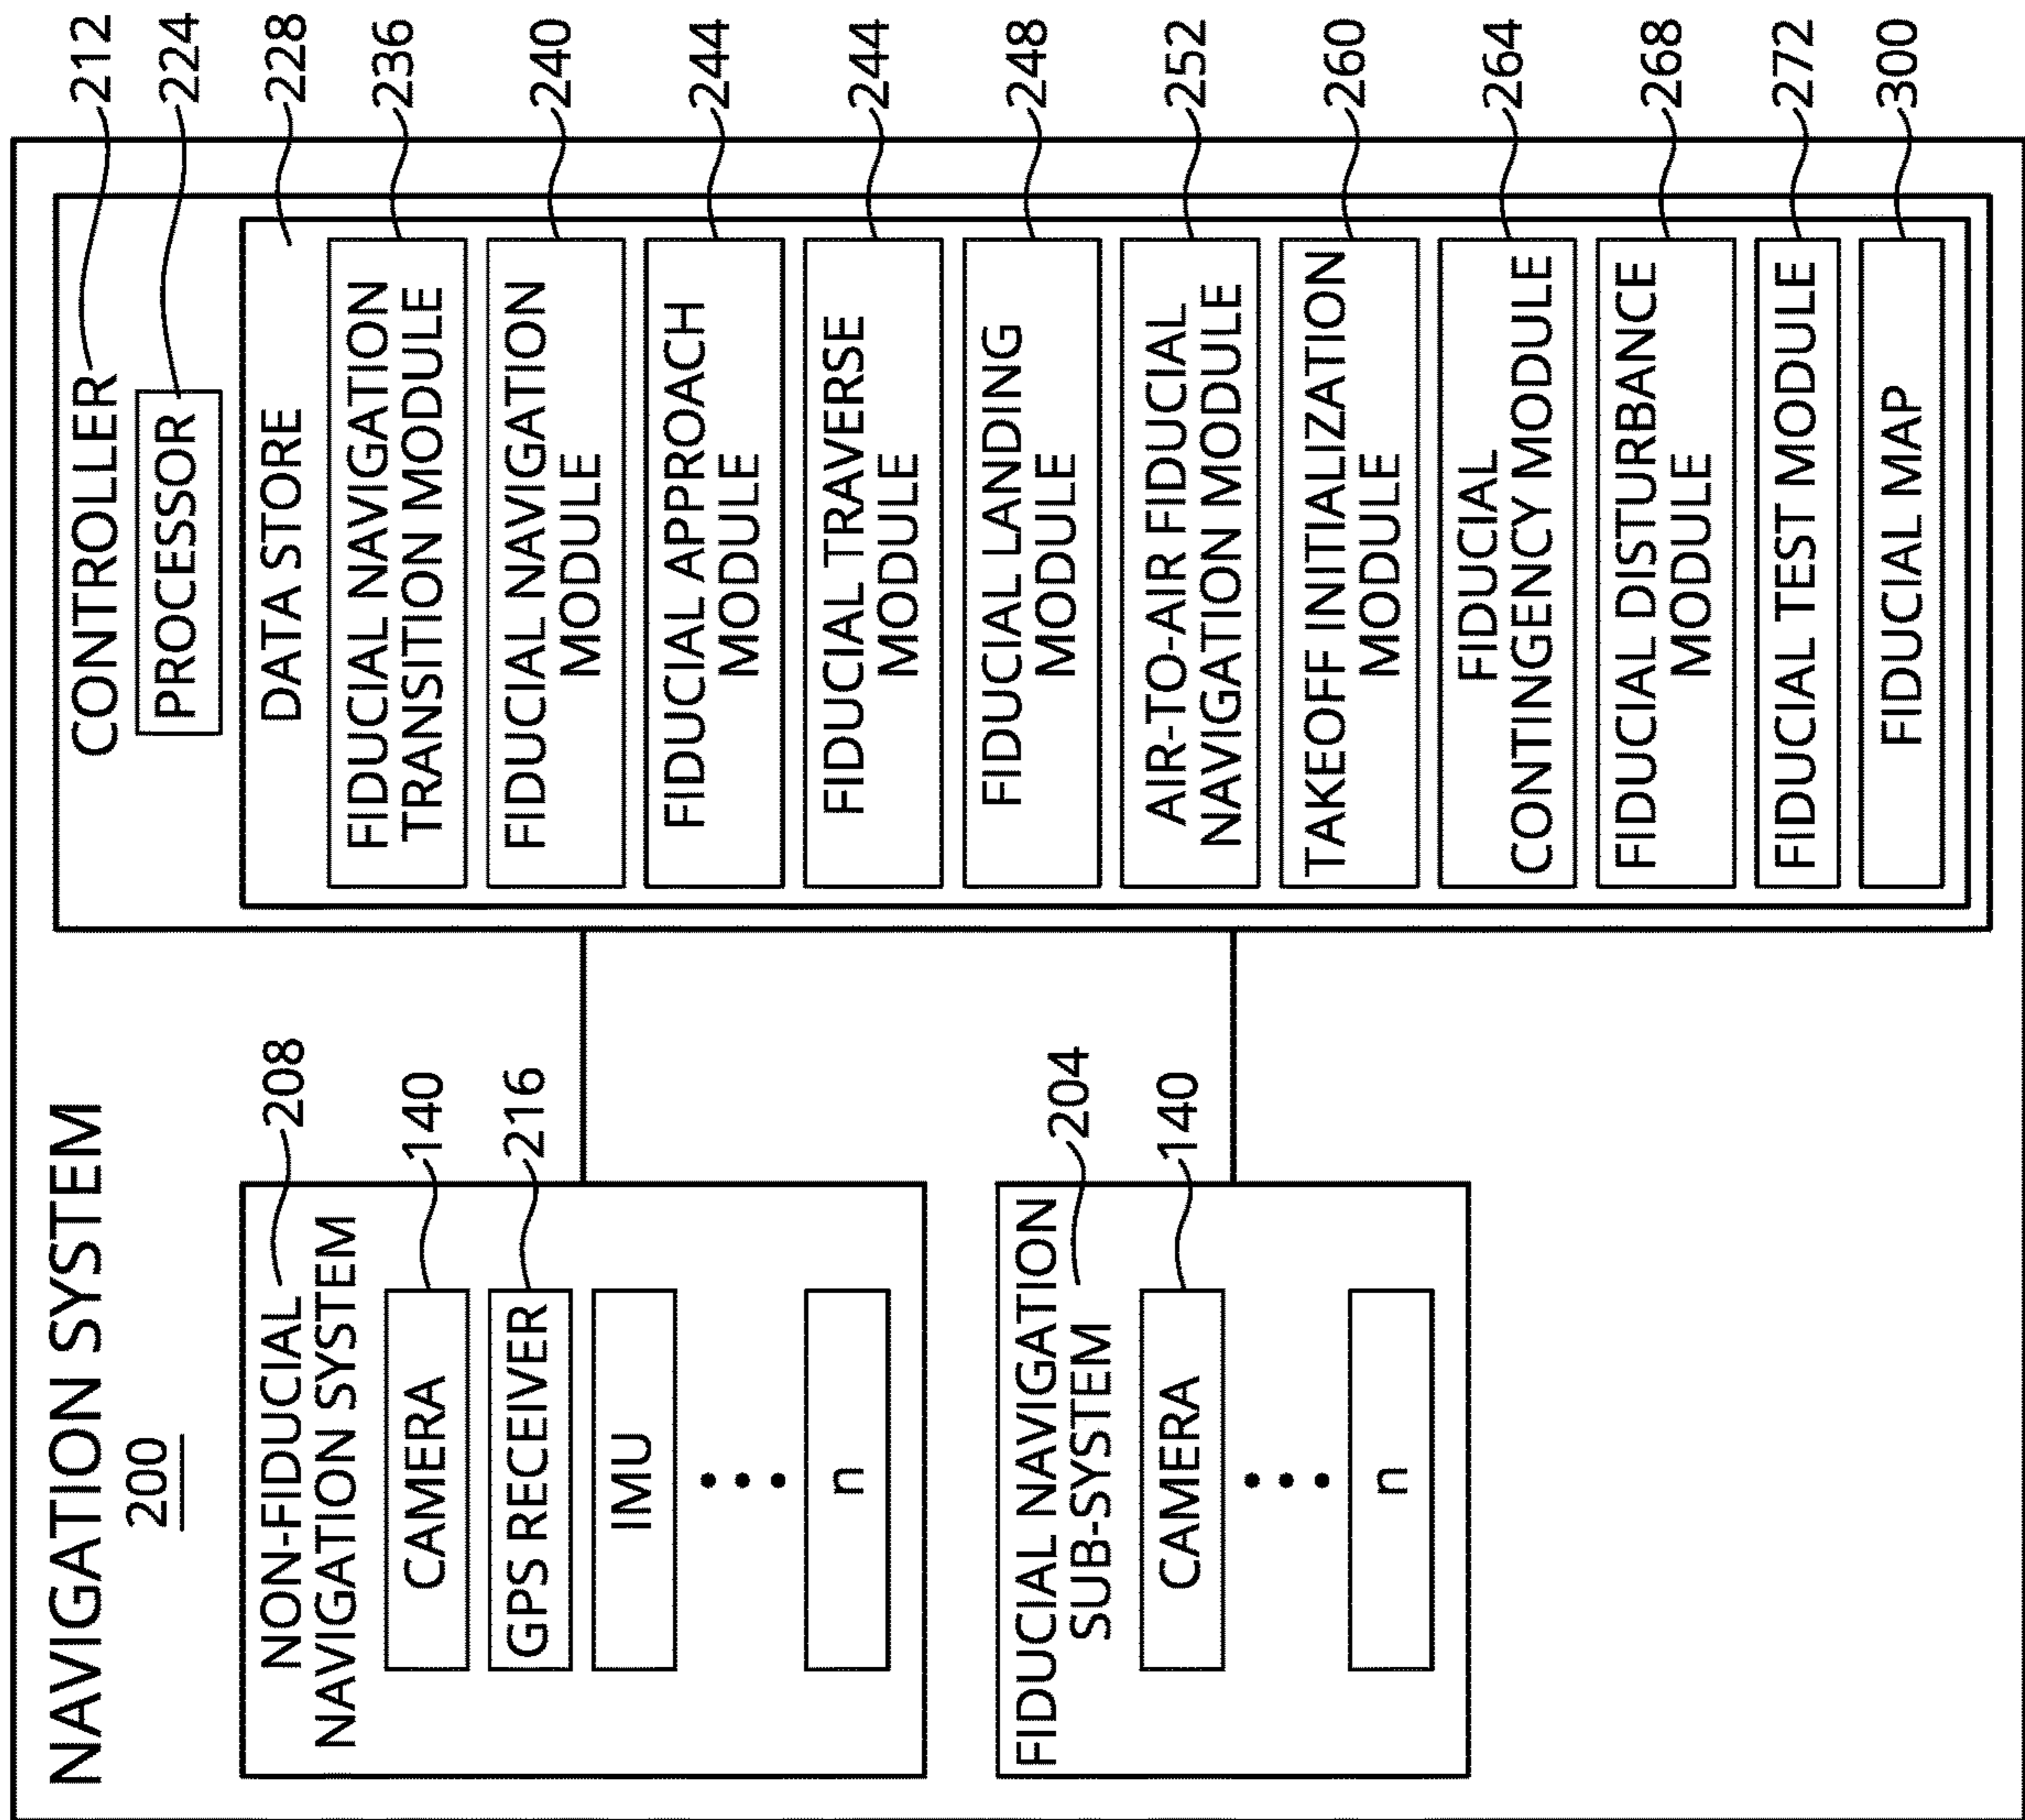 NAVIGATION SYSTEM
200
NON-FIDUCIAL
NAVIGATION SYSTEM
208
CAMERA
140
GPS RECEIVER
216
IMU
n
FIDUCIAL NAVIGATION
SUB-SYSTEM
204
CAMERA
140
n
CONTROLLER
212
PROCESSOR
224
DATA STORE
228
FIDUCIAL NAVIGATION
TRANSITION MODULE
236
FIDUCIAL NAVIGATION
MODULE
240
FIDUCIAL APPROACH
MODULE
244
FIDUCIAL TRAVERSE
MODULE
244
FIDUCIAL LANDING
MODULE
248
AIR-TO-AIR FIDUCIAL
NAVIGATION MODULE
252
TAKEOFF INITIALIZATION
MODULE
260
FIDUCIAL
CONTINGENCY MODULE
264
FIDUCIAL DISTURBANCE
MODULE
268
FIDUCIAL TEST MODULE
272
FIDUCIAL MAP
300